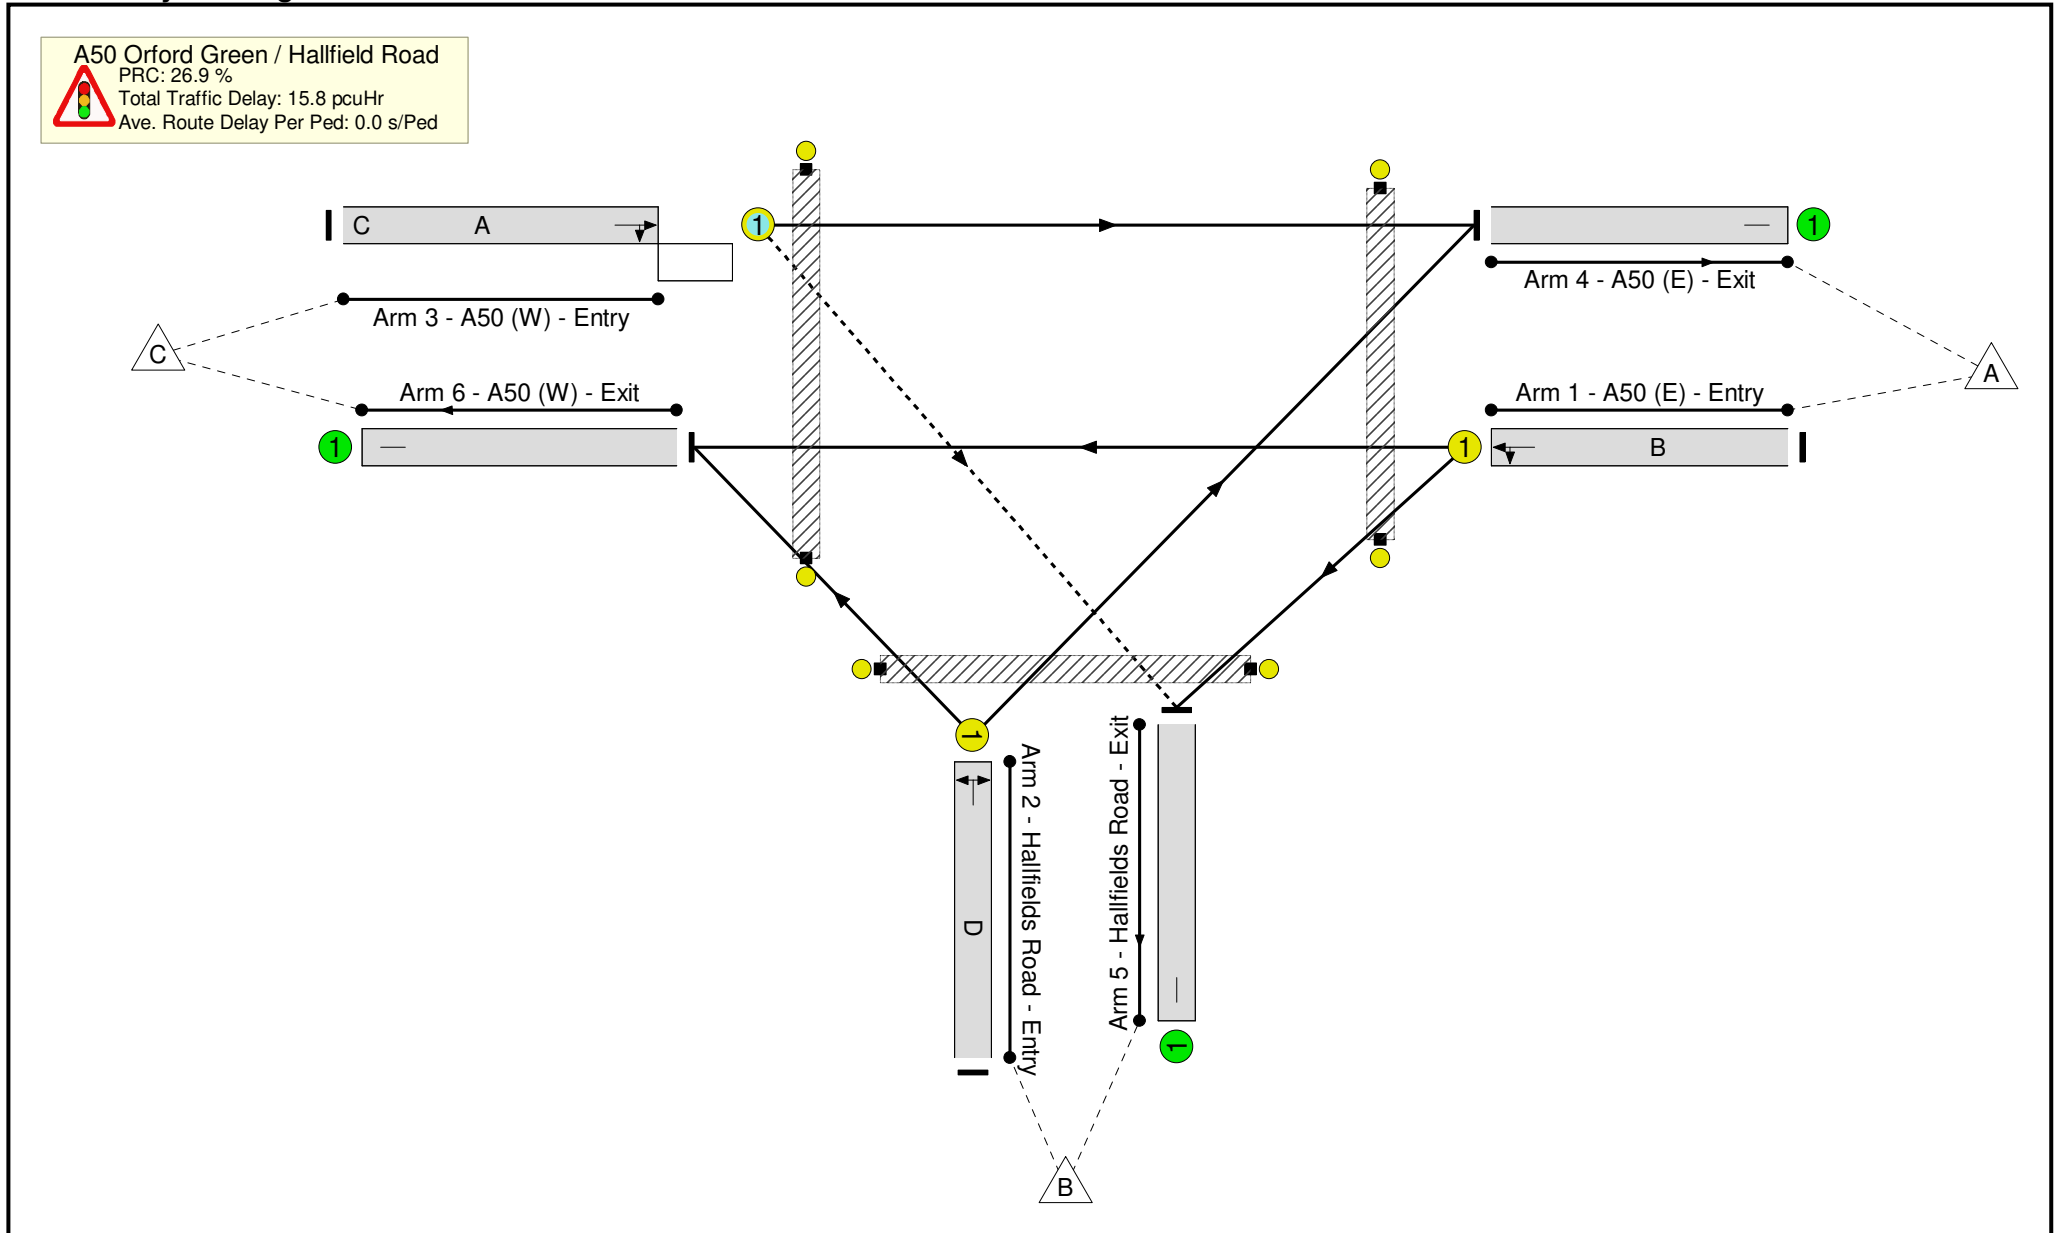 A50 Orford Green / Hallfield Road
PRC: 26.9 %
Total Traffic Delay: 15.8 pcuHr
Ave. Route Delay Per Ped: 0.0 s/Ped
C A
1
1
Arm 4 - A50 (E) - Exit
Arm 3 - A50 (W) - Entry
C
A
Arm 6 - A50 (W) - Exit
Arm 1 - A50 (E) - Entry
1
1
B
1
Arm 2 - Hallfields Road - Entry
Arm 5 - Hallfields Road - Exit
D
1
B